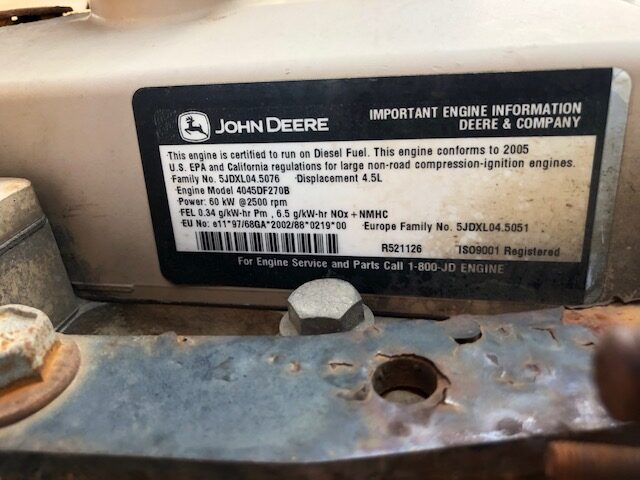 JOHN DEERE
IMPORTANT ENGINE INFORMATION
DEERE & COMPANY
This engine is certified to run on Diesel Fuel. This engine conforms to 2005
U.S. EPA and California regulations for large non-road compression-ignition engines.
Family No. 5JDXL04.5076 Displacement 4.5L
Engine Model 4045DF270B
Power: 60 kW @2500 rpm
FEL 0.34 g/kW-hr Pm , 6.5 g/kW-hr NOx + NMHC
EU No: e11*97/68GA*2002/88*0219*00 Europe Family No. 5JDXL04.5051
R521126 ISO9001 Registered
For Engine Service and Parts Call 1-800-JD ENGINE